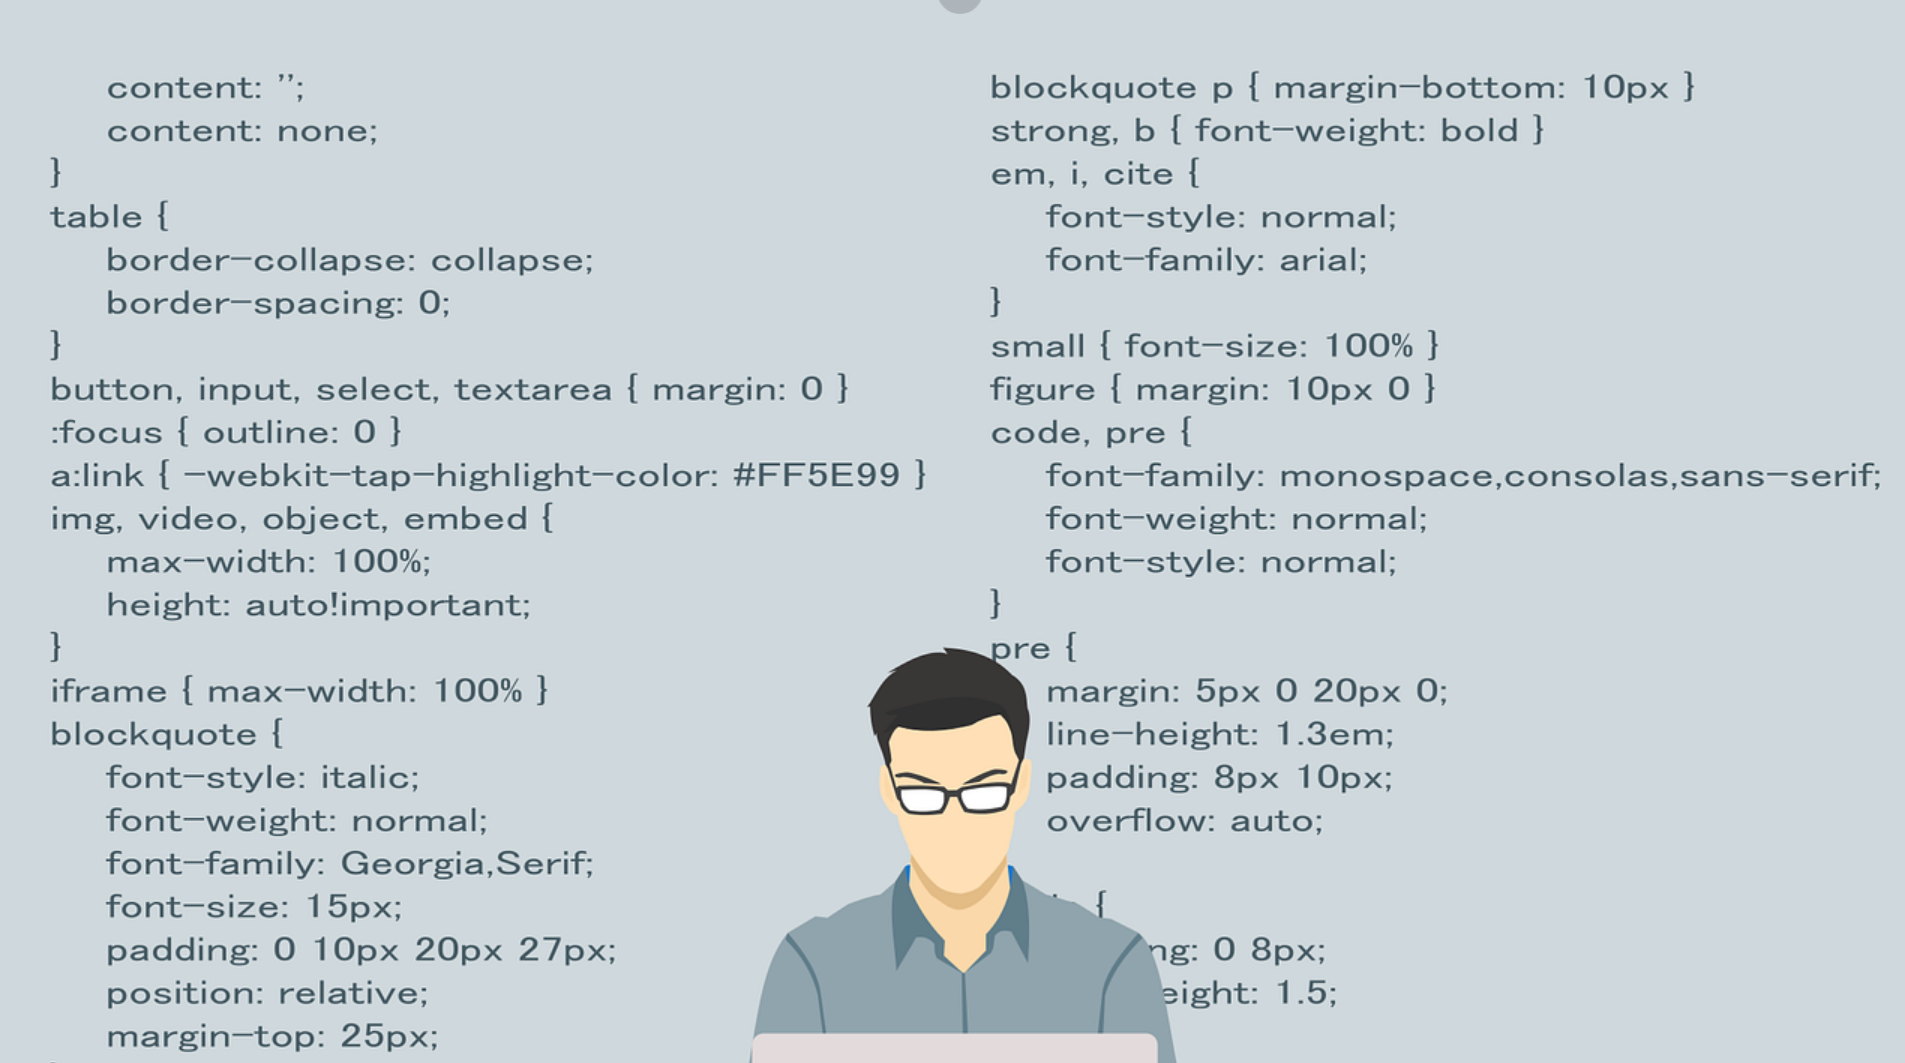 content: '';
content: none;
}
table {
border-collapse: collapse;
border-spacing: 0;
}
button, input, select, textarea { margin: 0 }
:focus { outline: 0 }
a:link { -webkit-tap-highlight-color: #FF5E99 }
img, video, object, embed {
max-width: 100%;
height: auto!important;
}
iframe { max-width: 100% }
blockquote {
font-style: italic;
font-weight: normal;
font-family: Georgia,Serif;
font-size: 15px;
padding: 0 10px 20px 27px;
position: relative;
margin-top: 25px;
blockquote p { margin-bottom: 10px }
strong, b { font-weight: bold }
em, i, cite {
font-style: normal;
font-family: arial;
}
small { font-size: 100% }
figure { margin: 10px 0 }
code, pre {
font-family: monospace,consolas,sans-serif;
font-weight: normal;
font-style: normal;
}
pre {
margin: 5px 0 20px 0;
line-height: 1.3em;
padding: 8px 10px;
overflow: auto;
{
ng: 0 8px;
eight: 1.5;